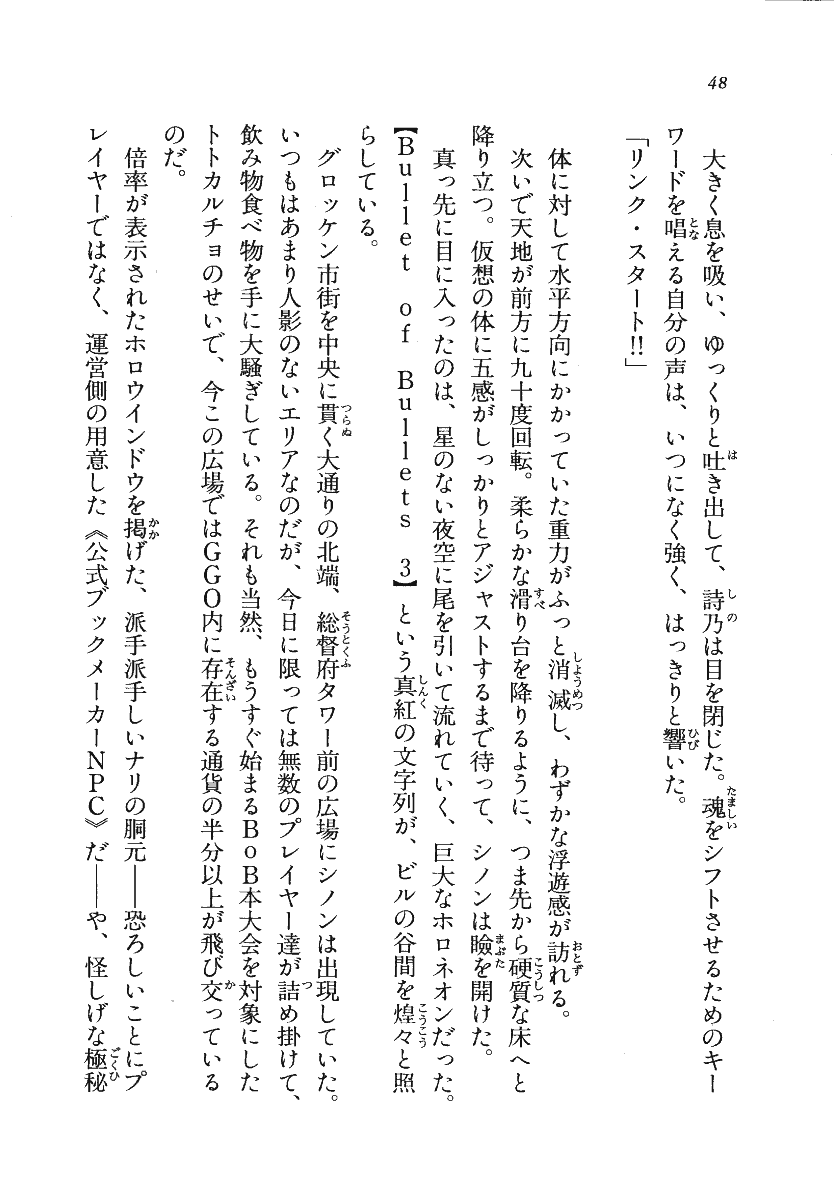 48
大きく息を吸い、ゆっくりと吐き出して、詩乃は目を閉じた。魂をシフトさせるためのキー
ワードを唱える自分の声は、いつになく強く、はっきりと響いた。
「リンク・スタート!!」
体に対して水平方向にかかっていた重力がふっと消滅し、わずかな浮遊感が訪れる。
次いで天地が前方に九十度回転。柔らかな滑り台を降りるように、つま先から硬質な床へと
降り立つ。仮想の体に五感がしっかりとアジャストするまで待って、シノンは瞼を開けた。
真っ先に目に入ったのは、星のない夜空に尾を引いて流れていく、巨大なホロネオンだった。
【Bullet of Bullets 3】という真紅の文字列が、ビルの谷間を煌々と照
らしている。
グロッケン市街を中央に貫く大通りの北端、総督府タワー前の広場にシノンは出現していた。
いつもはあまり人影のないエリアなのだが、今日に限っては無数のプレイヤー達が詰め掛けて、
飲み物食べ物を手に大騒ぎしている。それも当然、もうすぐ始まるBoB本大会を対象にした
トトカルチョのせいで、今この広場ではGGO内に存在する通貨の半分以上が飛び交っている
のだ。
倍率が表示されたホロウインドウを掲げた、派手派手しいナリの胴元――恐ろしいことにプ
レイヤーではなく、運営側の用意した《公式ブックメーカーNPC》だ――や、怪しげな極秘